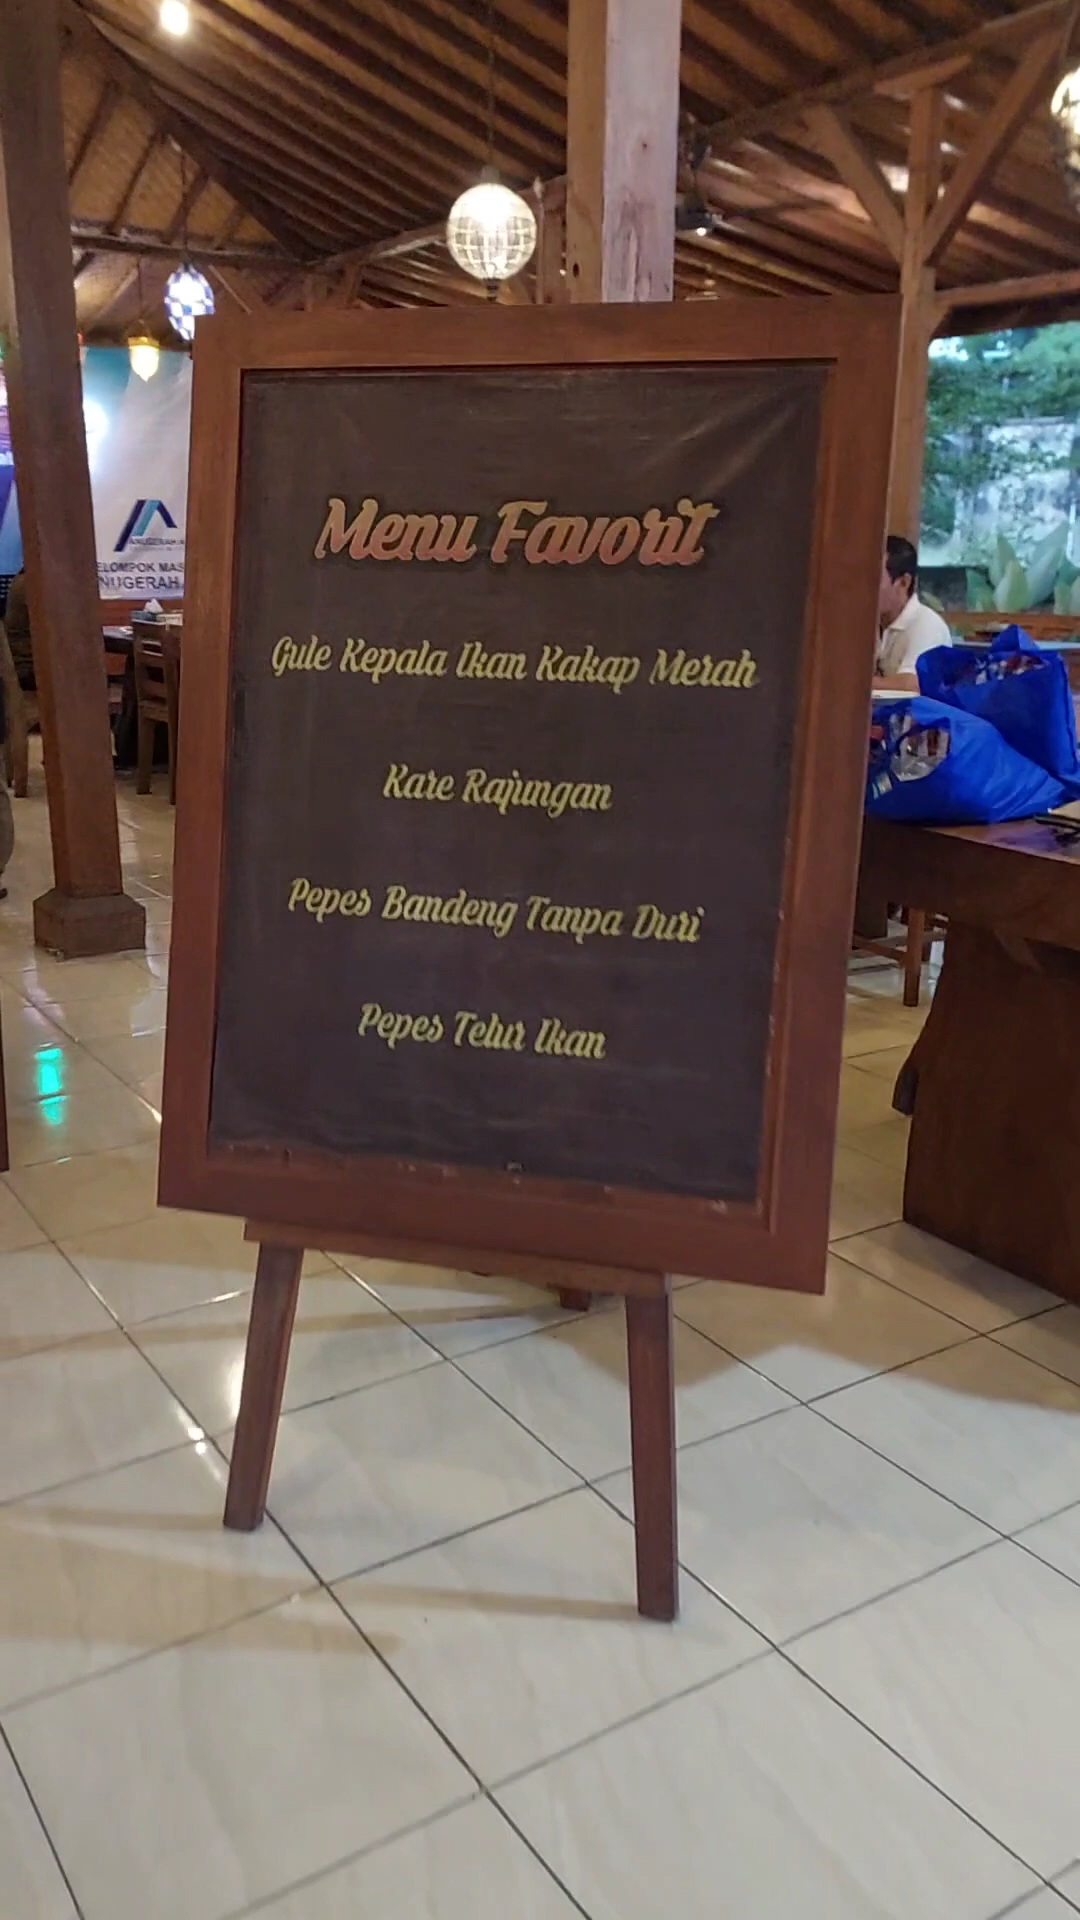 Menu Favorit
Gule Kepala Ikan Kakap Merah
Kare Rajungan
Pepes Bandeng Tanpa Duri
Pepes Telur Ikan